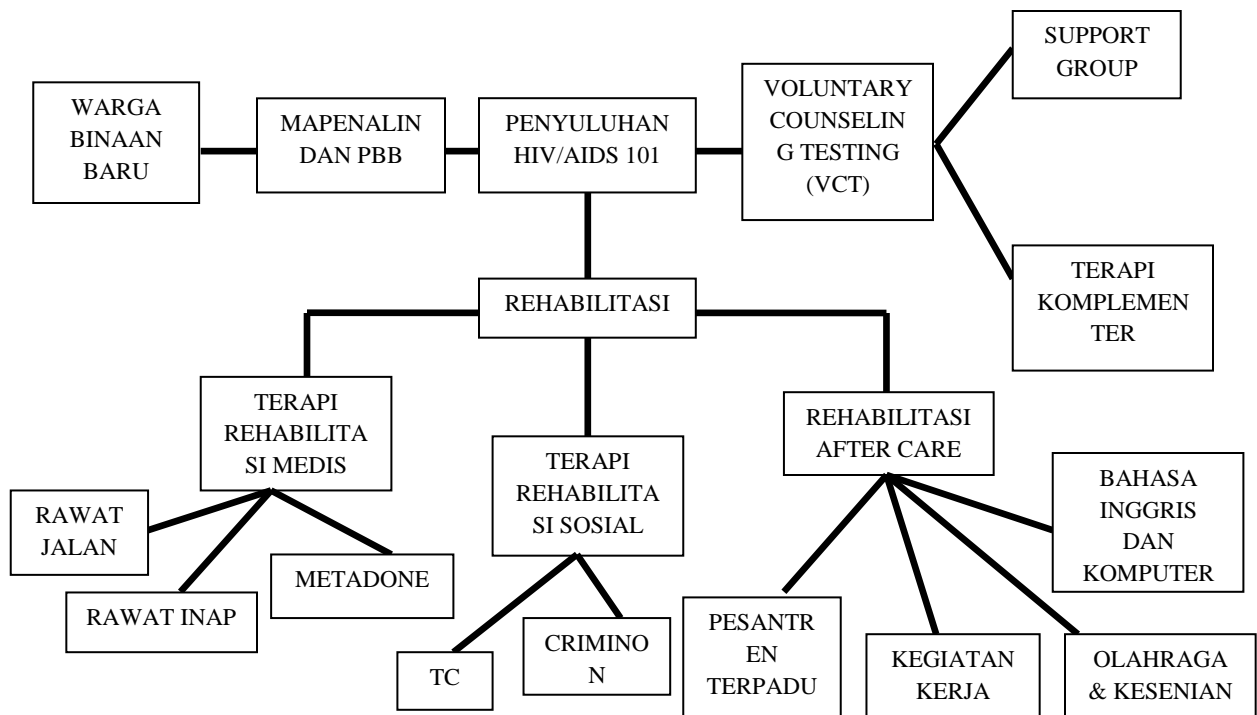 WARGA
BINAAN
BARU
MAPENALIN
DAN PBB
PENYULUHAN
HIV/AIDS 101
VOLUNTARY
COUNSELIN
G TESTING
(VCT)
SUPPORT
GROUP
TERAPI
KOMPLEMEN
TER
REHABILITASI
TERAPI
REHABILITA
SI MEDIS
TERAPI
REHABILITA
SI SOSIAL
REHABILITASI
AFTER CARE
RAWAT
JALAN
RAWAT INAP
METADONE
TC
CRIMINO
N
PESANTR
EN
TERPADU
KEGIATAN
KERJA
OLAHRAGA
& KESENIAN
BAHASA
INGGRIS
DAN
KOMPUTER